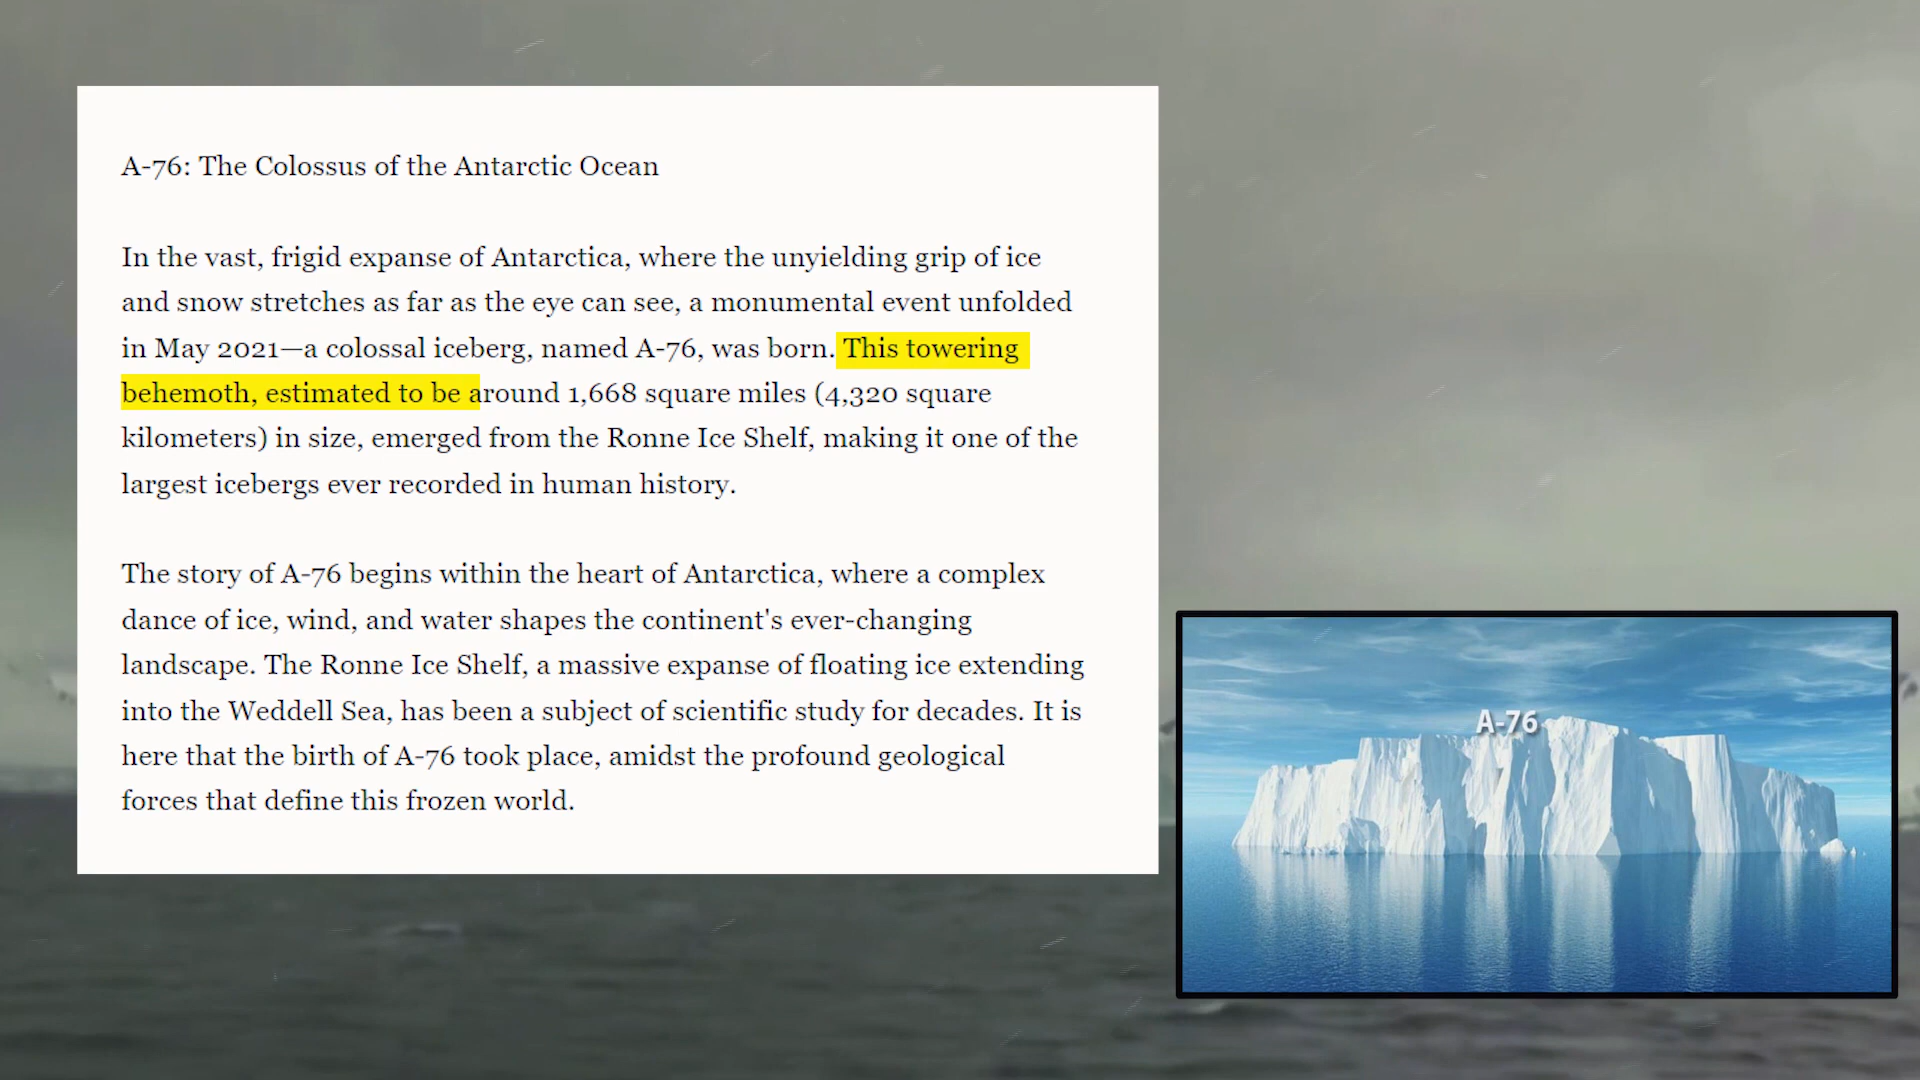 A-76: The Colossus of the Antarctic Ocean
In the vast, frigid expanse of Antarctica, where the unyielding grip of ice
and snow stretches as far as the eye can see, a monumental event unfolded
in May 2021—a colossal iceberg, named A-76, was born. This towering
behemoth, estimated to be around 1,668 square miles (4,320 square
kilometers) in size, emerged from the Ronne Ice Shelf, making it one of the
largest icebergs ever recorded in human history.
The story of A-76 begins within the heart of Antarctica, where a complex
dance of ice, wind, and water shapes the continent's ever-changing
landscape. The Ronne Ice Shelf, a massive expanse of floating ice extending
into the Weddell Sea, has been a subject of scientific study for decades. It is
here that the birth of A-76 took place, amidst the profound geological
forces that define this frozen world.
A-76